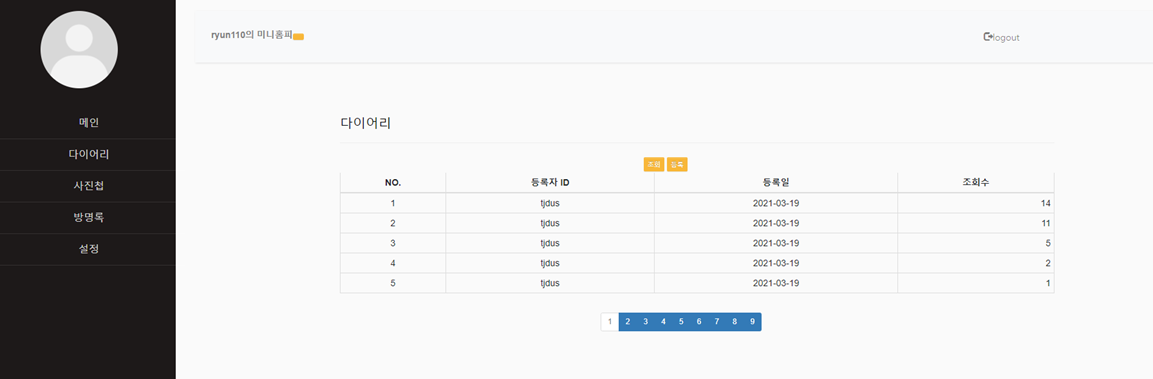 ryun110의 미니홈피
logout
메인
다이어리
사진첩
방명록
설정
다이어리
조회 등록
NO. 등록자 ID 등록일 조회수
1 tjdus 2021-03-19 14
2 tjdus 2021-03-19 11
3 tjdus 2021-03-19 5
4 tjdus 2021-03-19 2
5 tjdus 2021-03-19 1
1 2 3 4 5 6 7 8 9